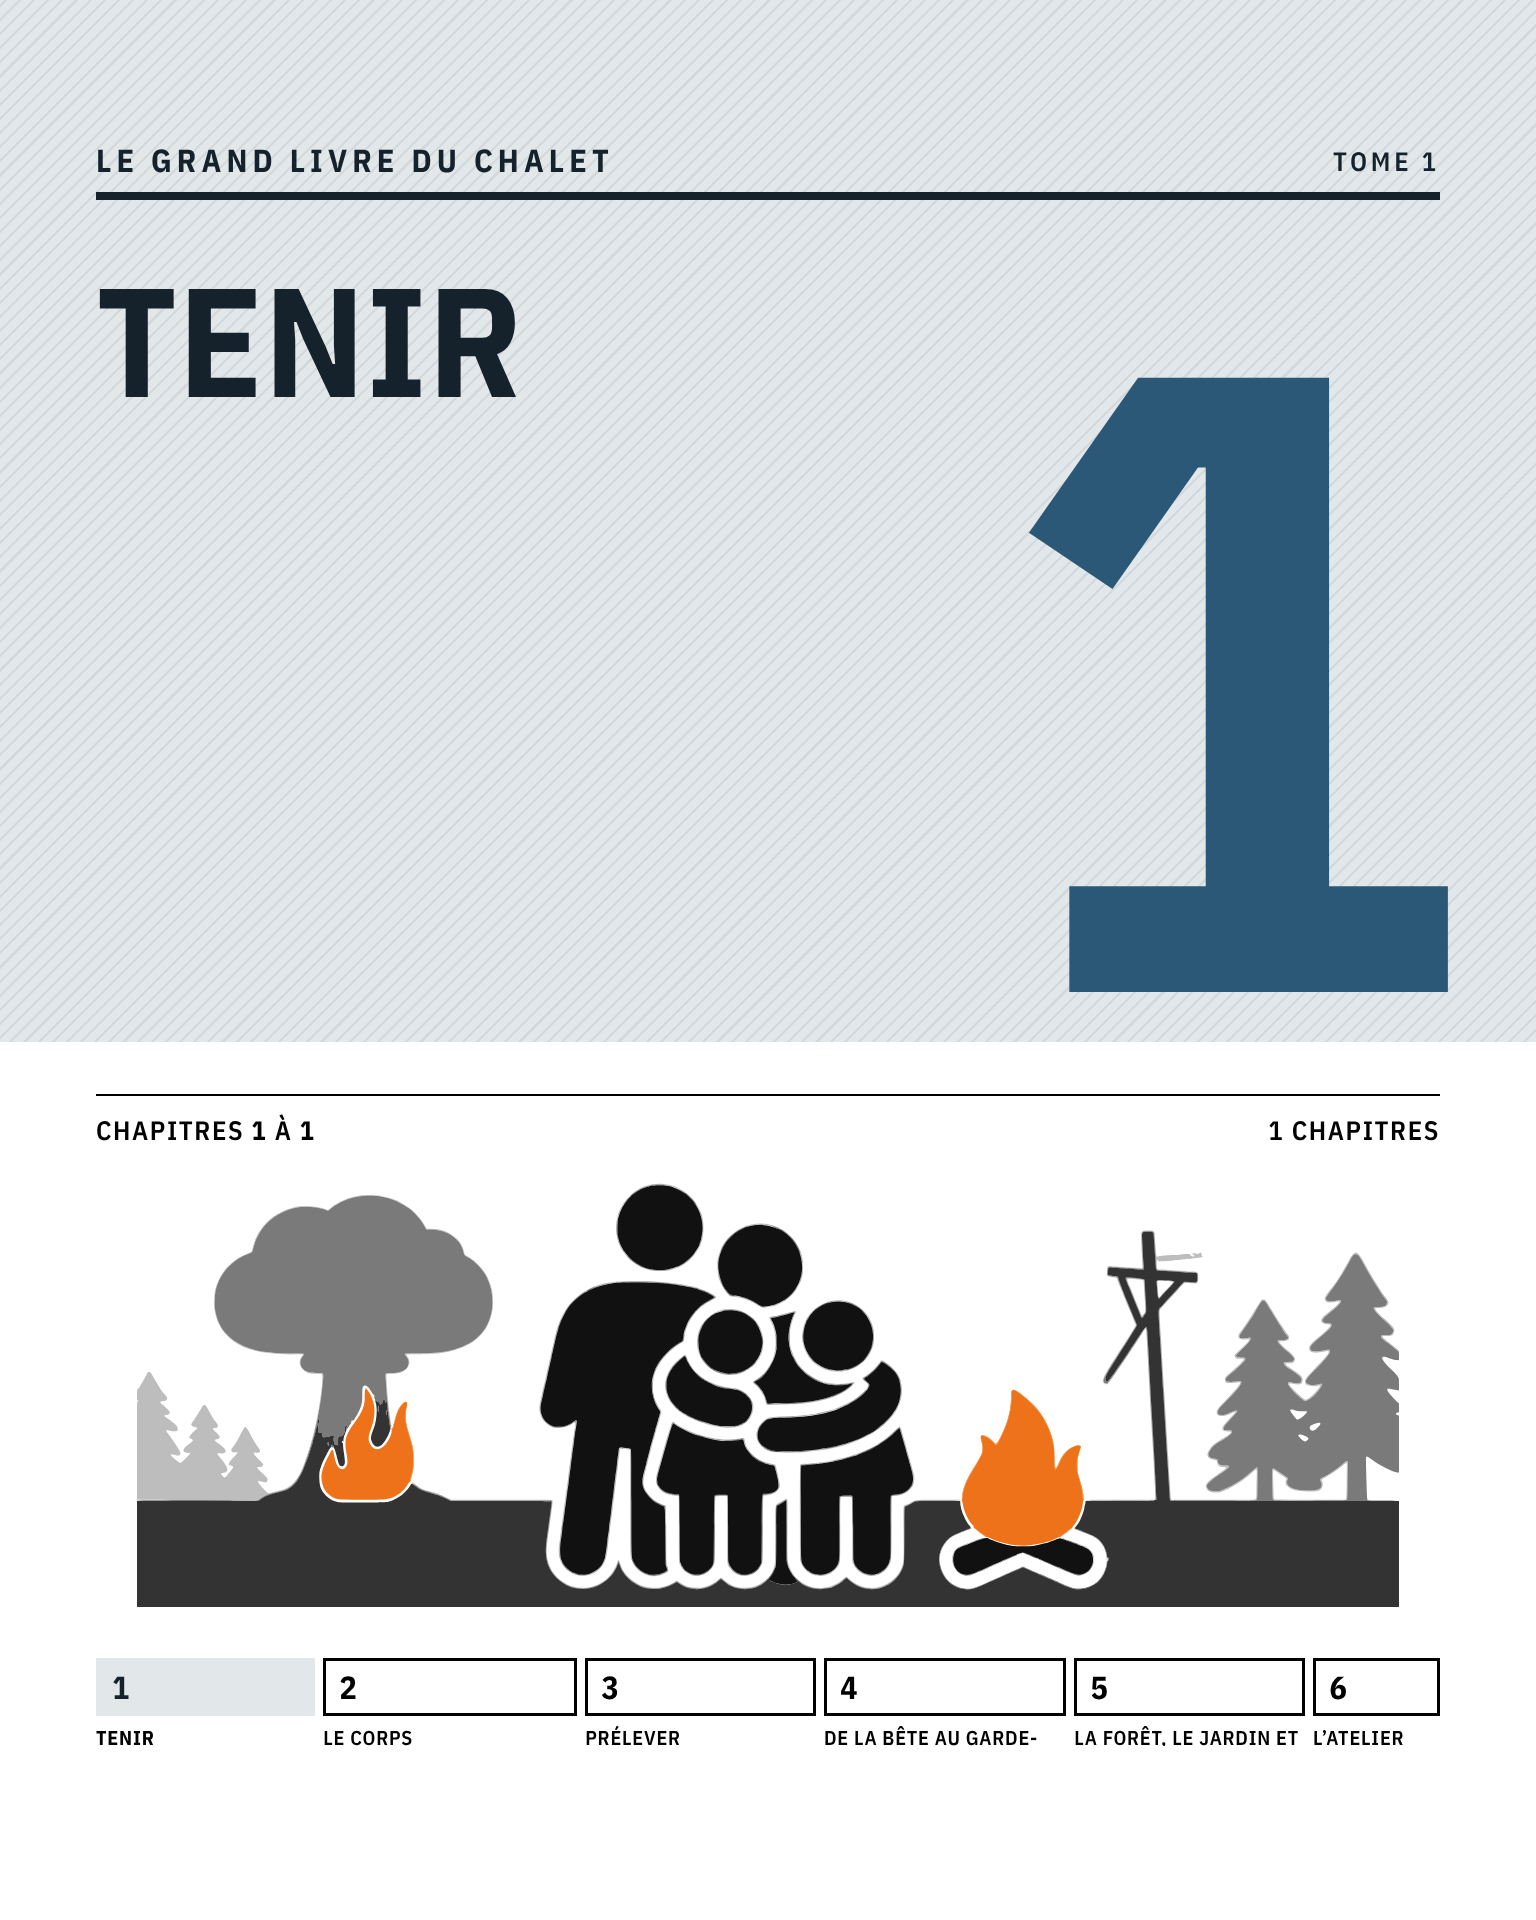 LE GRAND LIVRE DU CHALET
TOME 1
TENIR
1
CHAPITRES 1 À 1
1 CHAPITRES
1
2
3
4
5
6
TENIR
LE CORPS
PRÉLEVER
DE LA BÊTE AU GARDE-
LA FORÊT, LE JARDIN ET
L’ATELIER